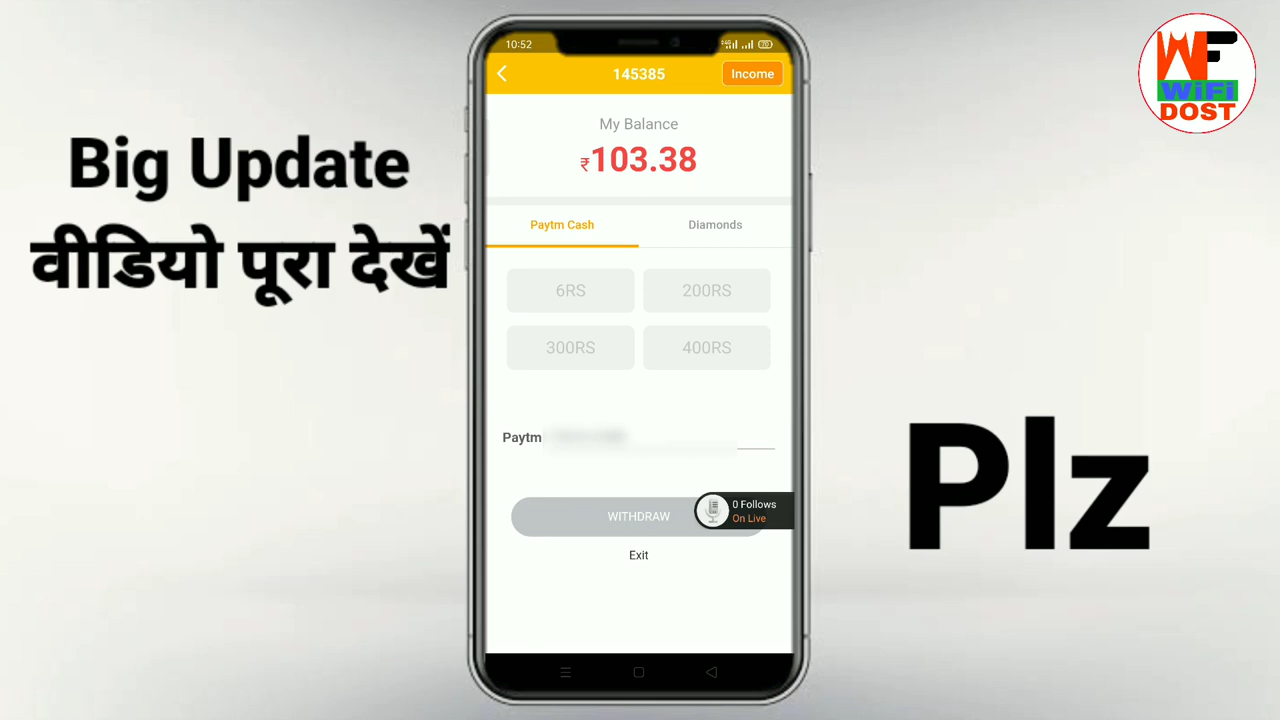 Big Update
वीडियो पूरा देखें
10:52
145385
Income
My Balance
₹103.38
Paytm Cash
Diamonds
6RS
200RS
300RS
400RS
Paytm
0 Follows
On Live
WITHDRAW
Exit
WF
WiFi
DOST
Plz